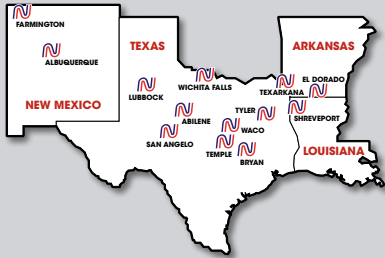 FARMINGTON
ALBUQUERQUE
NEW MEXICO
TEXAS
LUBBOCK
WICHITA FALLS
ABILENE
SAN ANGELO
TYLER
WACO
TEMPLE
BRYAN
ARKANSAS
EL DORADO
TEXARKANA
SHREVEPORT
LOUISIANA